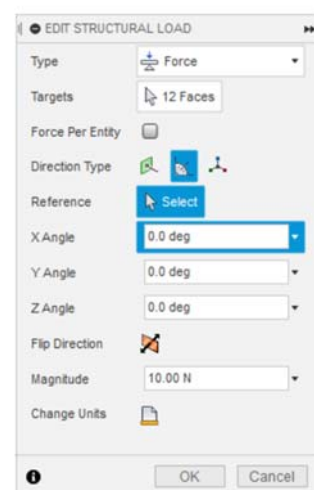 EDIT STRUCTURAL LOAD
Type Force
Targets 12 Faces
Force Per Entity
Direction Type
Reference Select
X Angle 0.0 deg
Y Angle 0.0 deg
Z Angle 0.0 deg
Flip Direction
Magnitude 10.00 N
Change Units
OK Cancel